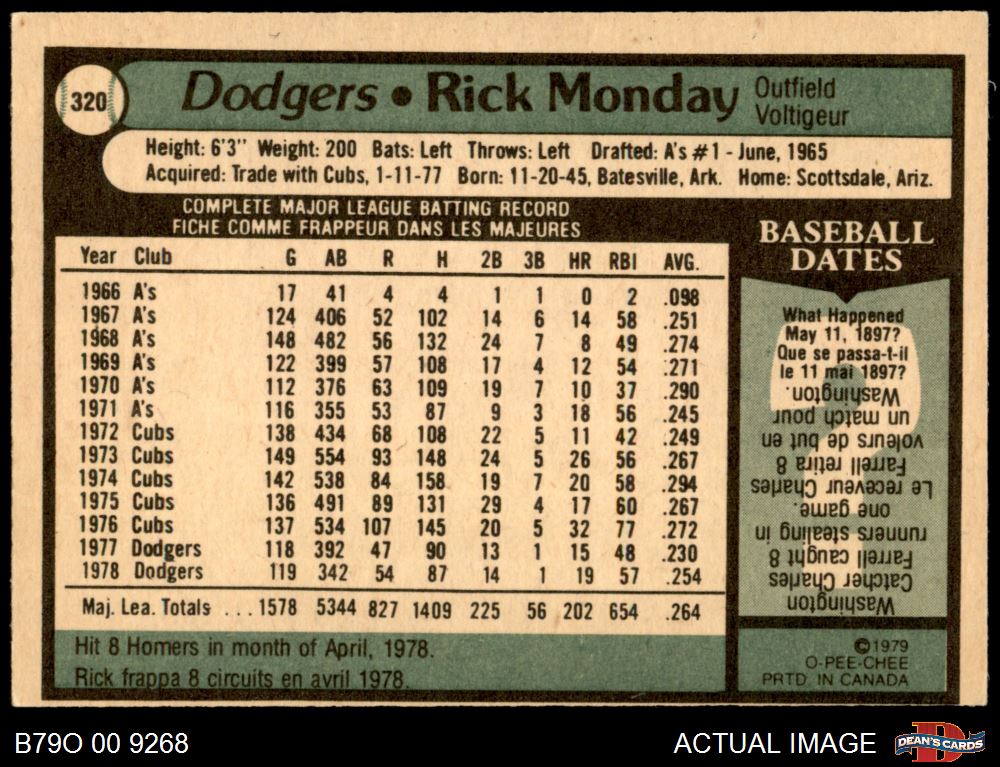 320
Dodgers • Rick Monday
Outfield
Voltigeur
Height: 6'3" Weight: 200 Bats: Left Throws: Left Drafted: A's #1 - June, 1965
Acquired: Trade with Cubs, 1-11-77 Born: 11-20-45, Batesville, Ark. Home: Scottsdale, Ariz.
COMPLETE MAJOR LEAGUE BATTING RECORD
FICHE COMME FRAPPEUR DANS LES MAJEURES
Year Club G AB R H 2B 3B HR RBI AVG.
1966 A's 17 41 4 4 1 1 0 2 .098
1967 A's 124 406 52 102 14 6 14 58 .251
1968 A's 148 482 56 132 24 7 8 49 .274
1969 A's 122 399 57 108 17 4 12 54 .271
1970 A's 112 376 63 109 19 7 10 37 .290
1971 A's 116 355 53 87 9 3 18 56 .245
1972 Cubs 138 434 68 108 22 5 11 42 .249
1973 Cubs 149 554 93 148 24 5 26 56 .267
1974 Cubs 142 538 84 158 19 7 20 58 .294
1975 Cubs 136 491 89 131 29 4 17 60 .267
1976 Cubs 137 534 107 145 20 5 32 77 .272
1977 Dodgers 118 392 47 90 13 1 15 48 .230
1978 Dodgers 119 342 54 87 14 1 19 57 .254
Maj. Lea. Totals ... 1578 5344 827 1409 225 56 202 654 .264
Hit 8 Homers in month of April, 1978.
Rick frappa 8 circuits en avril 1978.
BASEBALL
DATES
What Happened
May 11, 1897?
Que se passa-t-il
le 11 mai 1897?
Washington
Catcher Charles
Farrell caught 8
runners stealing in
one game.
Le receveur Charles
Farrell retira 8
voleurs de but en
un match pour
Washington.
©1979
O-PEE-CHEE
PRTD. IN CANADA
B79O 00 9268
ACTUAL IMAGE
D
DEAN'S CARDS